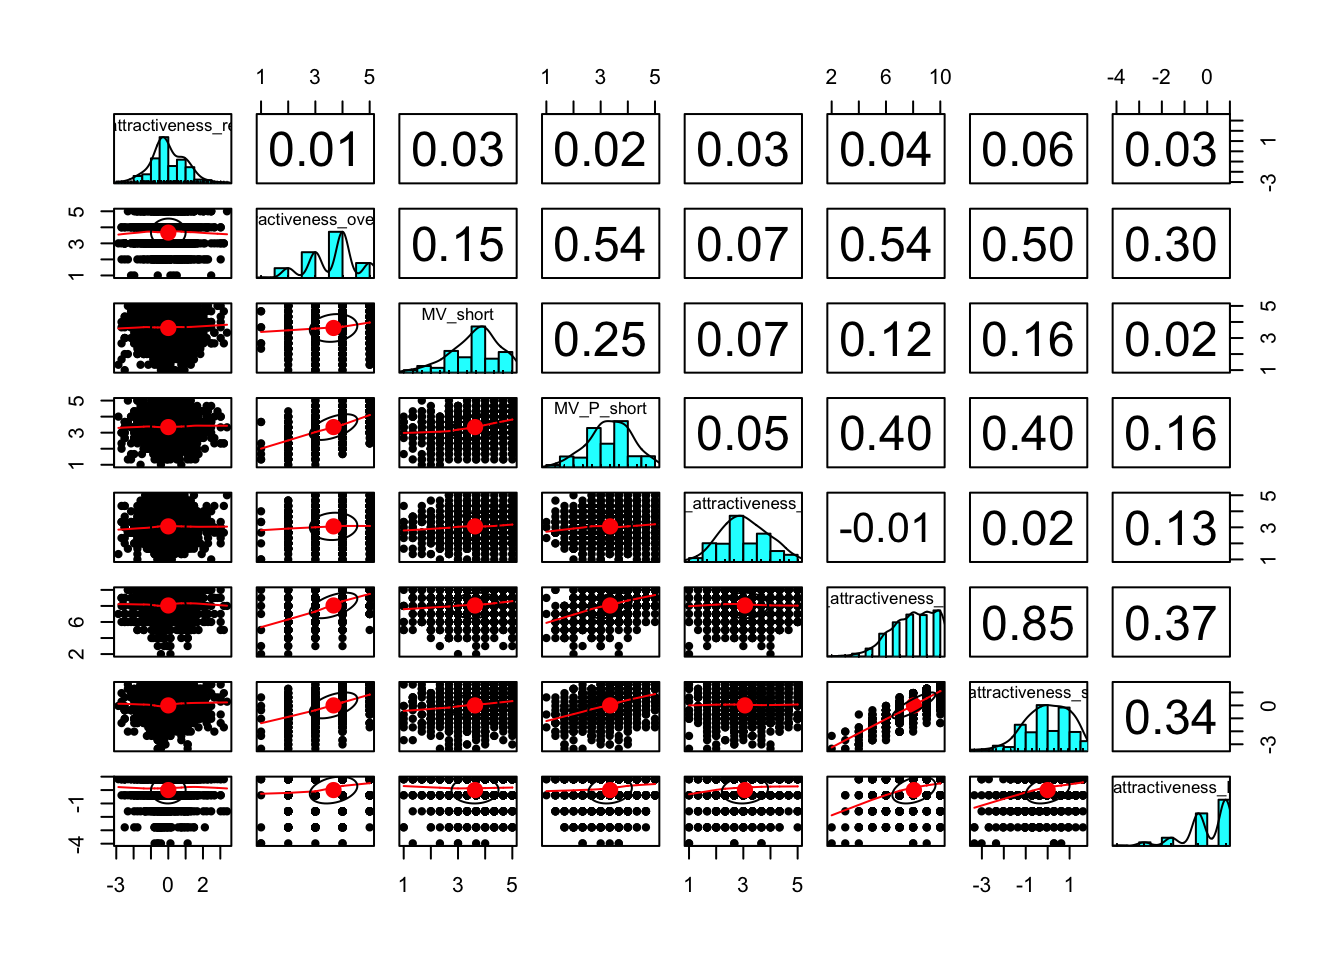 1 3 5 1 3 5 2 6 10 -4 -2 0
attractiveness_re 0.01 0.03 0.02 0.03 0.04 0.06 0.03 -3 1
1 3 5 activeness_ove 0.15 0.54 0.07 0.54 0.50 0.30
MV_short 0.25 0.07 0.12 0.16 0.02 1 3 5
1 3 5 MV_P_short 0.05 0.40 0.40 0.16
_attractiveness_ -0.01 0.02 0.13 1 3 5
2 6 _attractiveness_ 0.85 0.37
attractiveness_s 0.34 -3 0
-4 -1 attractiveness_l
-3 0 2 1 3 5 1 3 5 -3 -1 1